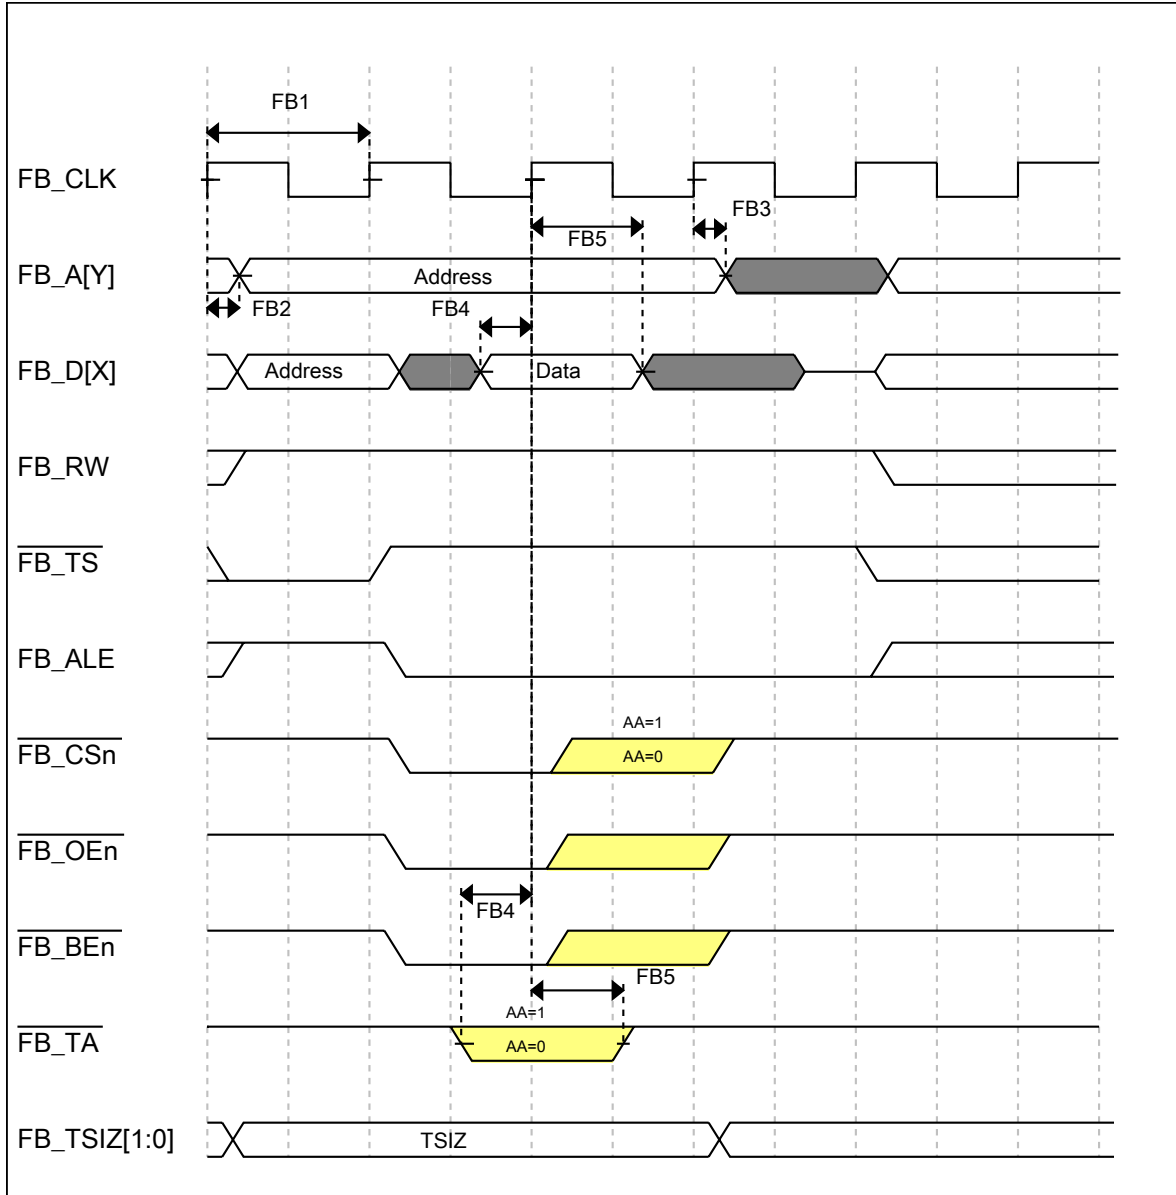 FB1
FB_CLK
FB3
FB5
FB_A[Y]
Address
FB2
FB4
FB_D[X]
Address
Data
FB_RW
FB_TS
FB_ALE
AA=1
FB_CSn
AA=0
FB_OEn
FB4
FB_BEn
FB5
AA=1
FB_TA
AA=0
FB_TSIZ[1:0]
TSIZ